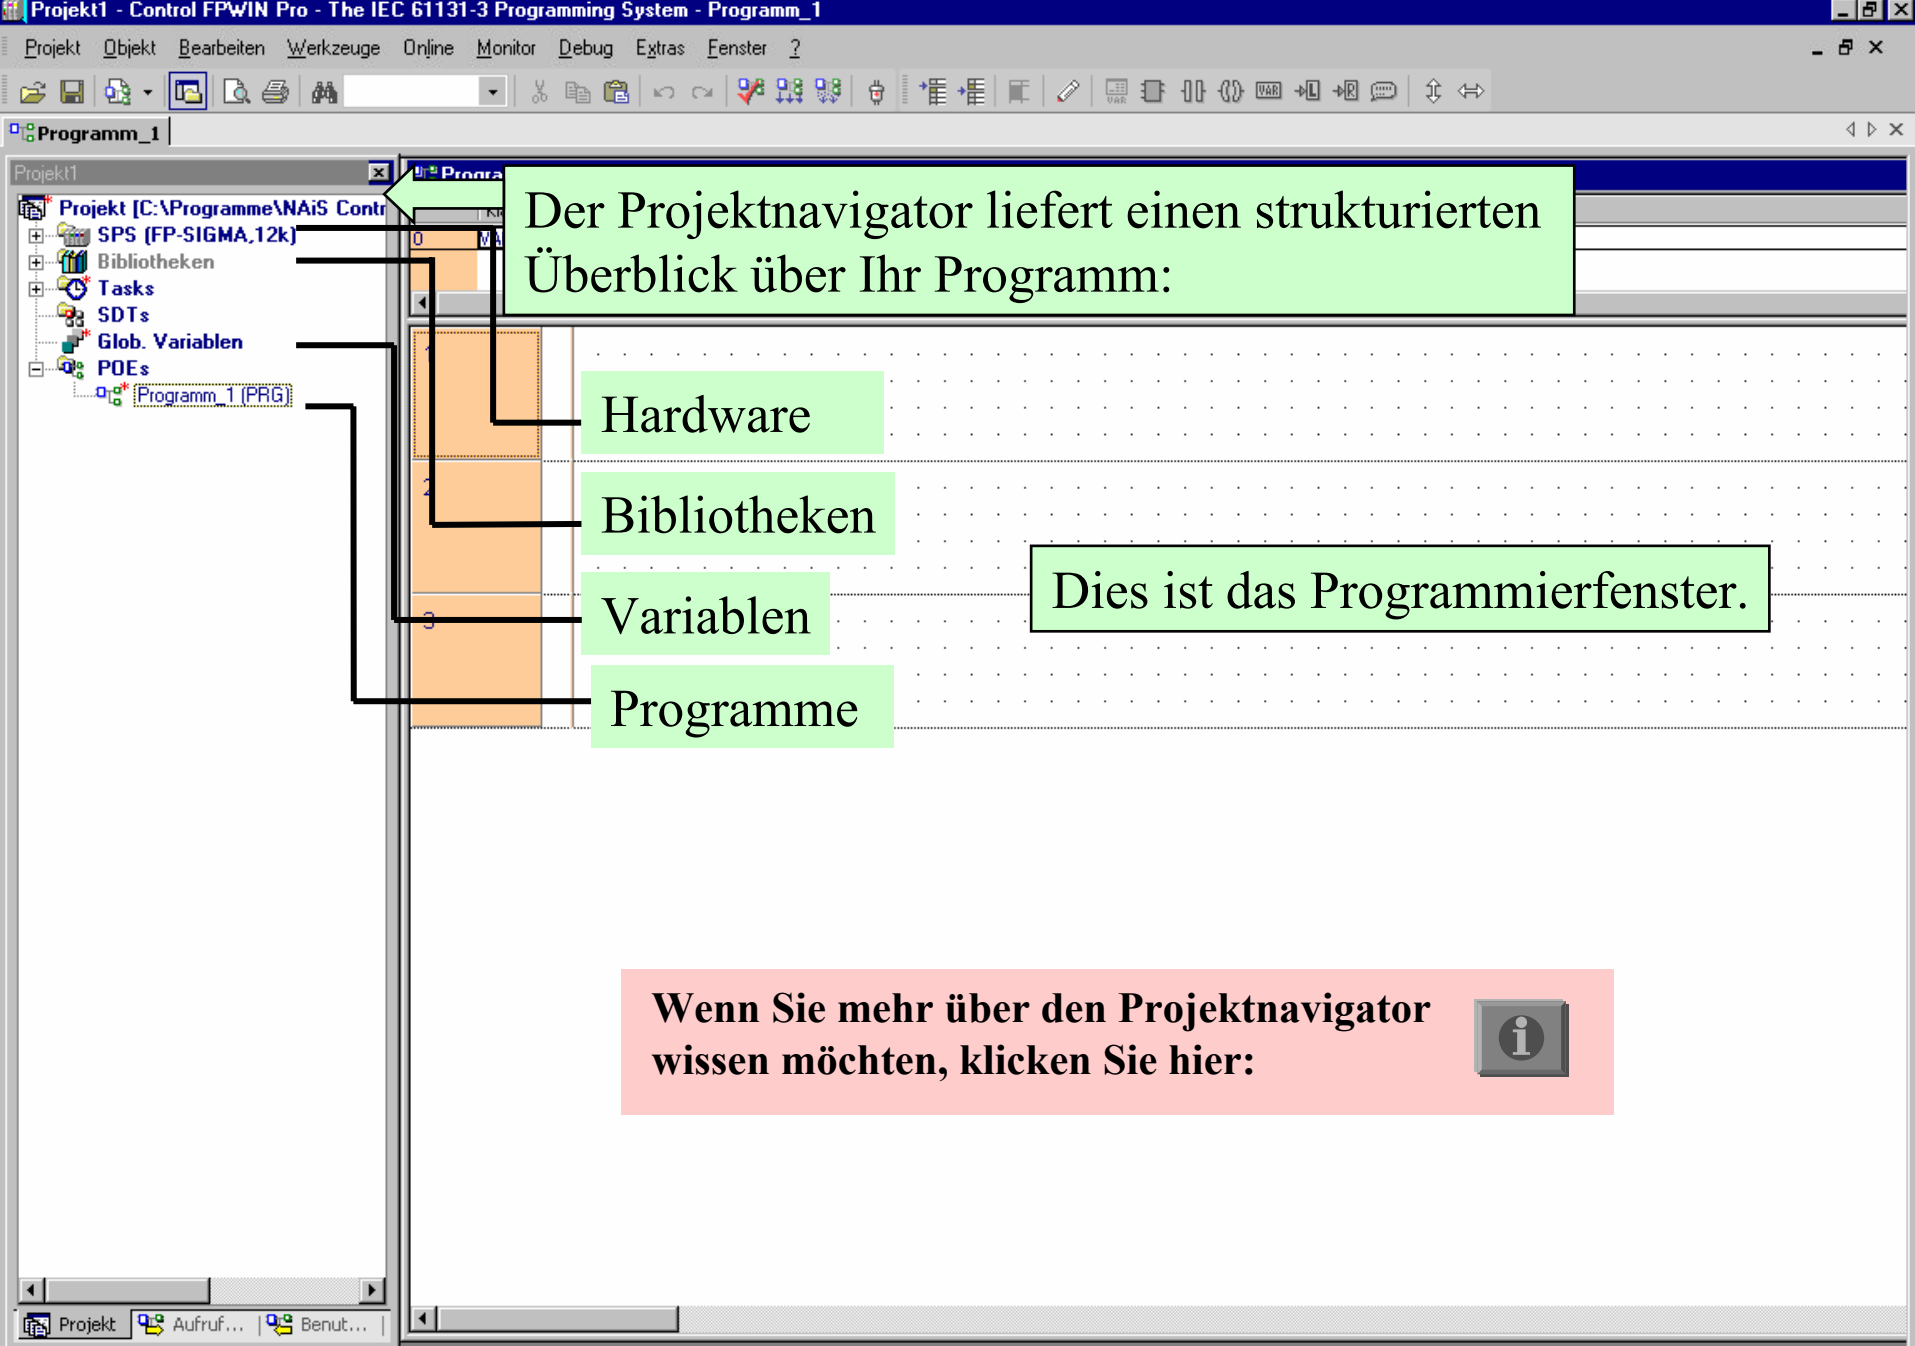 Projekt1 - Control FPWIN Pro - The IEC 61131-3 Programming System - Programm_1
Projekt Objekt Bearbeiten Werkzeuge Online Monitor Debug Extras Fenster ?
Programm_1
Projekt1
Projekt [C:\Programme\NAiS Contr
SPS (FP-SIGMA,12k)
Bibliotheken
Tasks
SDTs
Glob. Variablen
POEs
Programm_1 (PRG)
0
Der Projektnavigator liefert einen strukturierten
Überblick über Ihr Programm:
Hardware
2
Bibliotheken
Dies ist das Programmierfenster.
3
Variablen
Programme
Wenn Sie mehr über den Projektnavigator
wissen möchten, klicken Sie hier:
Projekt Aufruf... Benut...